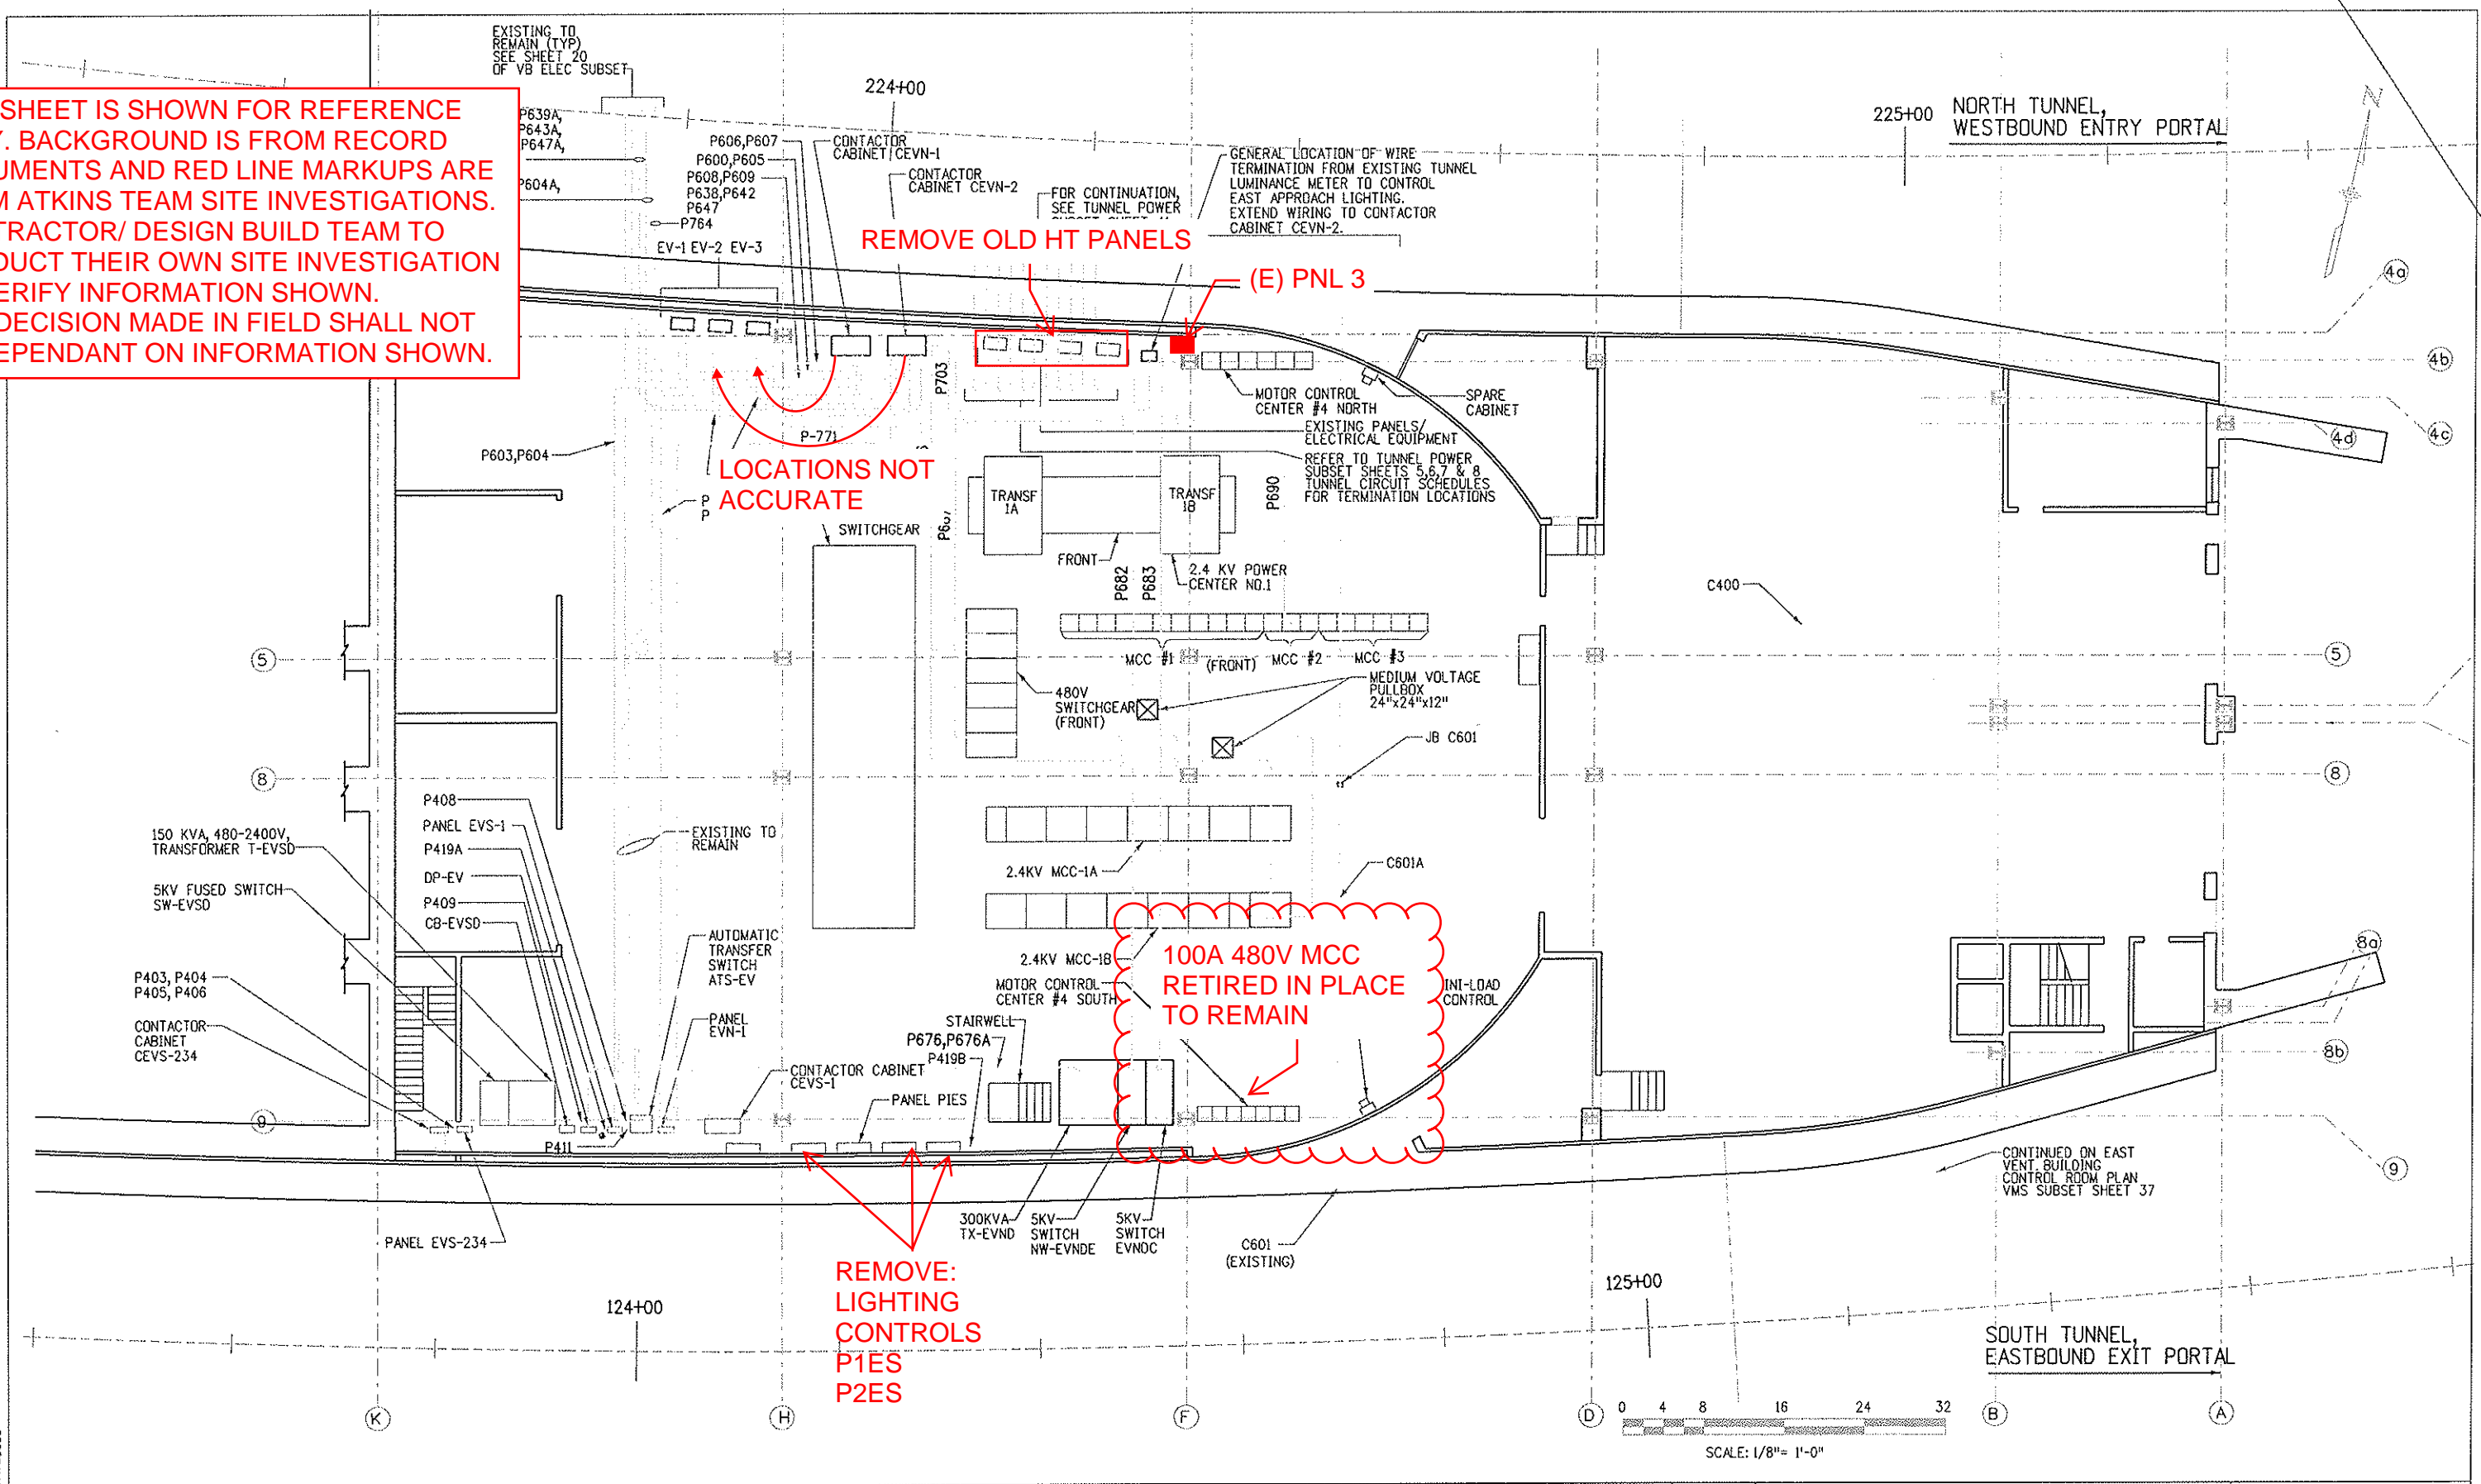 EXISTING TO
REMAIN (TYP)
SEE SHEET 20
OF VB ELEC SUBSET
SHEET IS SHOWN FOR REFERENCE
BACKGROUND IS FROM RECORD
RED LINE MARKUPS ARE
ATKINS TEAM SITE INVESTIGATIONS.
DESIGN BUILD TEAM TO
THEIR OWN SITE INVESTIGATION
INFORMATION SHOWN.
DECISION MADE IN FIELD SHALL NOT
ON INFORMATION SHOWN.
P639A,
P643A,
P647A,
P604A,
P764
EV-1 EV-2 EV-3
P606,P607
P600,P605
P608,P609
P638,P642
P647
224+00
CONTACTOR
CABINET CEVN-1
CONTACTOR
CABINET CEVN-2
FOR CONTINUATION,
SEE TUNNEL POWER
GENERAL LOCATION OF WIRE
TERMINATION FROM EXISTING TUNNEL
LUMINANCE METER TO CONTROL
EAST APPROACH LIGHTING.
EXTEND WIRING TO CONTACTOR
CABINET CEVN-2.
225+00
NORTH TUNNEL,
WESTBOUND ENTRY PORTAL
N
REMOVE OLD HT PANELS
(E) PNL 3
4a
4b
4c
4d
P703
MOTOR CONTROL
CENTER #4 NORTH
SPARE
CABINET
EXISTING PANELS/
ELECTRICAL EQUIPMENT
REFER TO TUNNEL POWER
SUBSET SHEETS 5,6,7 & 8
TUNNEL CIRCUIT SCHEDULES
FOR TERMINATION LOCATIONS
P603,P604
P-771
LOCATIONS NOT
ACCURATE
P
P
SWITCHGEAR
TRANSF
1A
TRANSF
1B
P690
FRONT
P682
P683
2.4 KV POWER
CENTER NO.1
C400
5
MCC #1
(FRONT)
MCC #2
MCC #3
5
480V
SWITCHGEAR
(FRONT)
MEDIUM VOLTAGE
PULLBOX
24"x24"x12"
JB C601
8
8
P408
PANEL EVS-1
P419A
DP-EV
P409
CB-EVSD
150 KVA, 480-2400V,
TRANSFORMER T-EVSD
5KV FUSED SWITCH
SW-EVSD
EXISTING TO
REMAIN
2.4KV MCC-1A
C601A
P403, P404
P405, P406
CONTACTOR
CABINET
CEVS-234
AUTOMATIC
TRANSFER
SWITCH
ATS-EV
PANEL
EVN-1
2.4KV MCC-1B
MOTOR CONTROL
CENTER #4 SOUTH
100A 480V MCC
RETIRED IN PLACE
TO REMAIN
INI-LOAD
CONTROL
8a
8b
STAIRWELL
P676,P676A
P419B
CONTACTOR CABINET
CEVS-1
PANEL PIES
9
P411
9
PANEL EVS-234
300KVA
TX-EVND
5KV
SWITCH
NW-EVNDE
5KV
SWITCH
EVNDC
C601
(EXISTING)
CONTINUED ON EAST
VENT. BUILDING
CONTROL ROOM PLAN
VMS SUBSET SHEET 37
REMOVE:
LIGHTING
CONTROLS
P1ES
P2ES
124+00
125+00
SOUTH TUNNEL,
EASTBOUND EXIT PORTAL
K
H
F
D
B
A
0 4 8 16 24 32
SCALE: 1/8"= 1'-0"